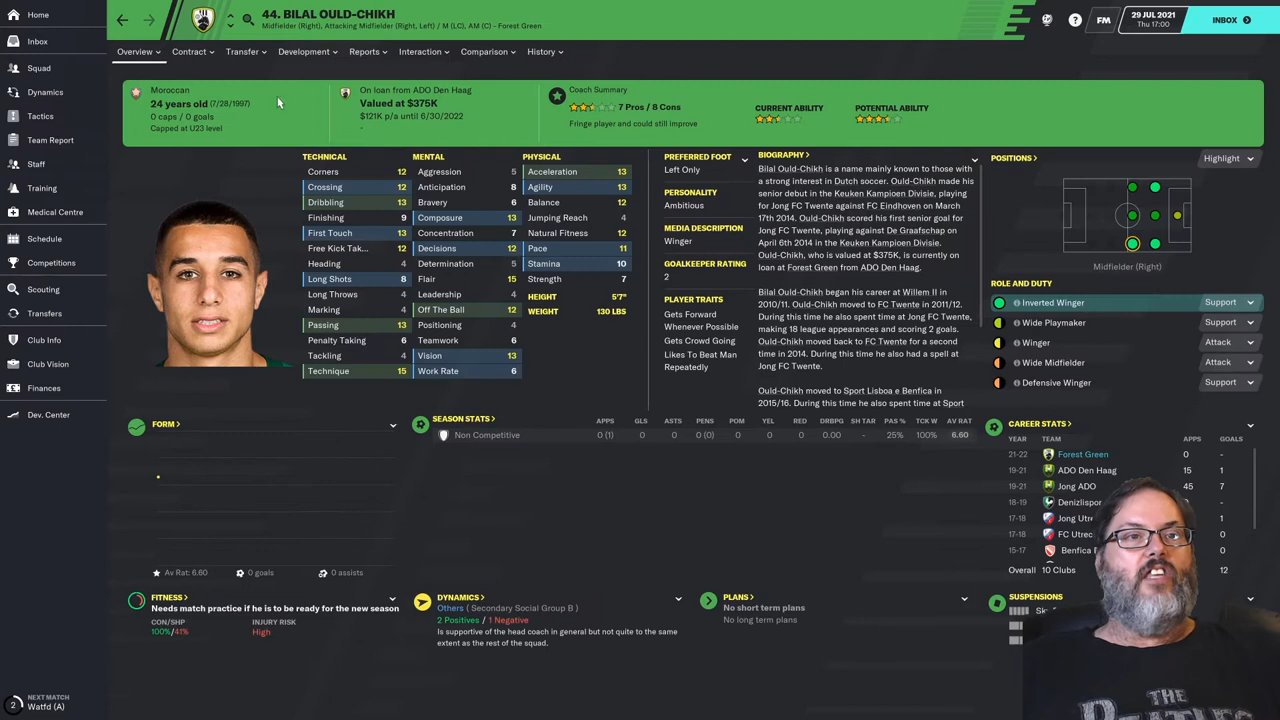 Home
Inbox
Squad
Dynamics
Tactics
Team Report
Staff
Training
Medical Centre
Schedule
Competitions
Scouting
Transfers
Club Info
Club Vision
Finances
Dev. Center
2
NEXT MATCH
Watfd (A)
44. BILAL OULD-CHIKH
Midfielder (Right), Attacking Midfielder (Right, Left) / M (LC), AM (C) - Forest Green
?
FM
29 JUL 2021
Thu 17:00
INBOX
Overview
Contract
Transfer
Development
Reports
Interaction
Comparison
History
Moroccan
24 years old (7/28/1997)
0 caps / 0 goals
Capped at U23 level
On loan from ADO Den Haag
Valued at $375K
$121K p/a until 6/30/2022
-
Coach Summary
7 Pros / 8 Cons
Fringe player and could still improve
CURRENT ABILITY
POTENTIAL ABILITY
TECHNICAL
Corners 12
Crossing 12
Dribbling 13
Finishing 9
First Touch 13
Free Kick Tak... 12
Heading 4
Long Shots 8
Long Throws 4
Marking 4
Passing 13
Penalty Taking 6
Tackling 4
Technique 15
MENTAL
Aggression 5
Anticipation 8
Bravery 6
Composure 13
Concentration 7
Decisions 12
Determination 5
Flair 15
Leadership 4
Off The Ball 12
Positioning 4
Teamwork 6
Vision 13
Work Rate 6
PHYSICAL
Acceleration 13
Agility 13
Balance 12
Jumping Reach 4
Natural Fitness 12
Pace 11
Stamina 10
Strength 7
HEIGHT 5'7"
WEIGHT 130 LBS
PREFERRED FOOT
Left Only
PERSONALITY
Ambitious
MEDIA DESCRIPTION
Winger
GOALKEEPER RATING
2
PLAYER TRAITS
Gets Forward
Whenever Possible
Gets Crowd Going
Likes To Beat Man
Repeatedly
BIOGRAPHY
Bilal Ould-Chikh is a name mainly known to those with
a strong interest in Dutch soccer. Ould-Chikh made his
senior debut in the Keuken Kampion Divisie, playing
for Jong FC Twente against FC Eindhoven on March
17th 2014. Ould-Chikh scored his first senior goal for
Jong FC Twente, playing against De Graafschap on
April 6th 2014 in the Keuken Kampioen Divisie.
Ould-Chikh, who is valued at $375K, is currently on
loan at Forest Green from ADO Den Haag.
Bilal Ould-Chikh began his career at Willem II in
2010/11. Ould-Chikh moved to FC Twente in 2011/12.
During this time he also spent time at Jong FC Twente,
making 18 league appearances and scoring 2 goals.
Ould-Chikh moved back to FC Twente for a second
time in 2014. During this time he also had a spell at
Jong FC Twente.
Ould-Chikh moved to Sport Lisboa e Benfica in
2015/16. During this time he also spent time at Sport
POSITIONS
Highlight
Midfielder (Right)
ROLE AND DUTY
Inverted Winger Support
Wide Playmaker Support
Winger Attack
Wide Midfielder Attack
Defensive Winger Support
FORM
Av Rat: 6.60
0 goals
0 assists
SEASON STATS APPS GLS ASTS PENS POM YEL RED DRBPG SH TAR PAS % TCK W AV RAT
Non Competitive 0 (1) 0 0 0 (0) 0 0 0 0.00 - 25% 100% 6.60
CAREER STATS
YEAR TEAM APPS GOALS
21-22 Forest Green 0 -
19-21 ADO Den Haag 15 1
19-21 Jong ADO 45 7
18-19 Denizlispor -
17-18 Jong Utre 1
17-18 FC Utrec 0
15-17 Benfica 0
Overall 10 Clubs 12
FITNESS
Needs match practice if he is to be ready for the new season
CON/SHP
100%/41%
INJURY RISK
High
DYNAMICS
Others ( Secondary Social Group B )
2 Positives / 1 Negative
Is supportive of the head coach in general but not quite to the same
extent as the rest of the squad.
PLANS
No short term plans
No long term plans
SUSPENSIONS
THE